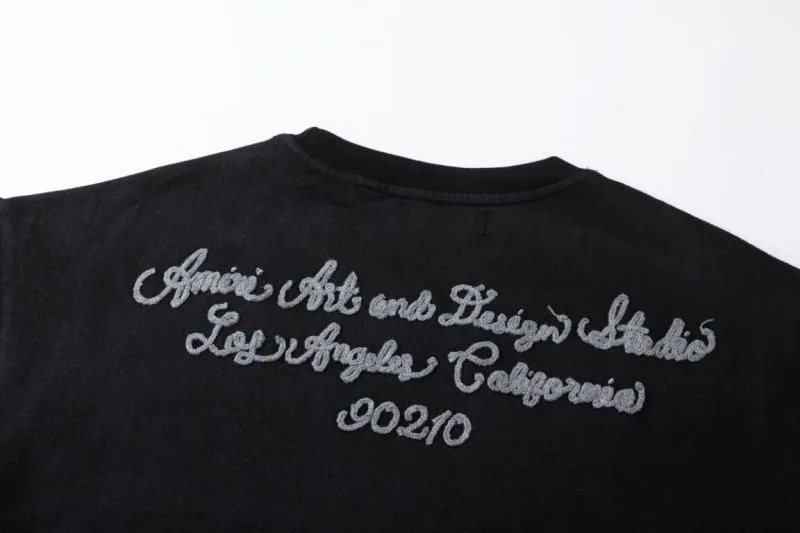 Amiri Art and Design Studio
Los Angeles California
90210